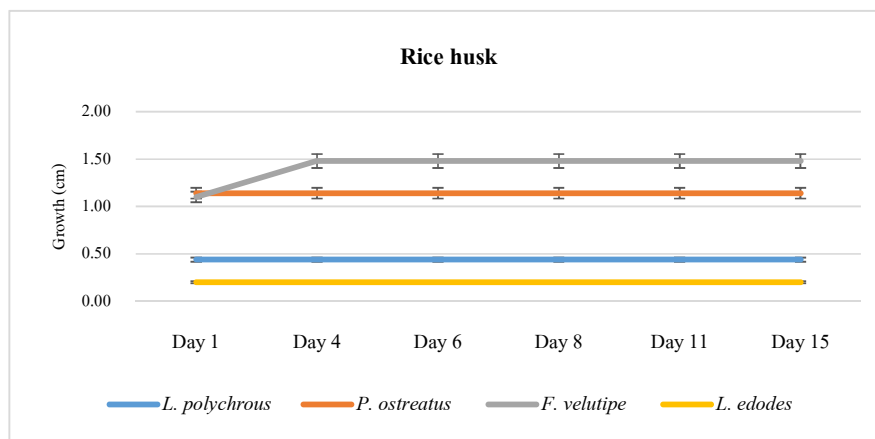 Rice husk
2.00
1.50
1.00
0.50
0.00
Growth (cm)
Day 1 Day 4 Day 6 Day 8 Day 11 Day 15
L. polychrous P. ostreatus F. velutipe L. edodes